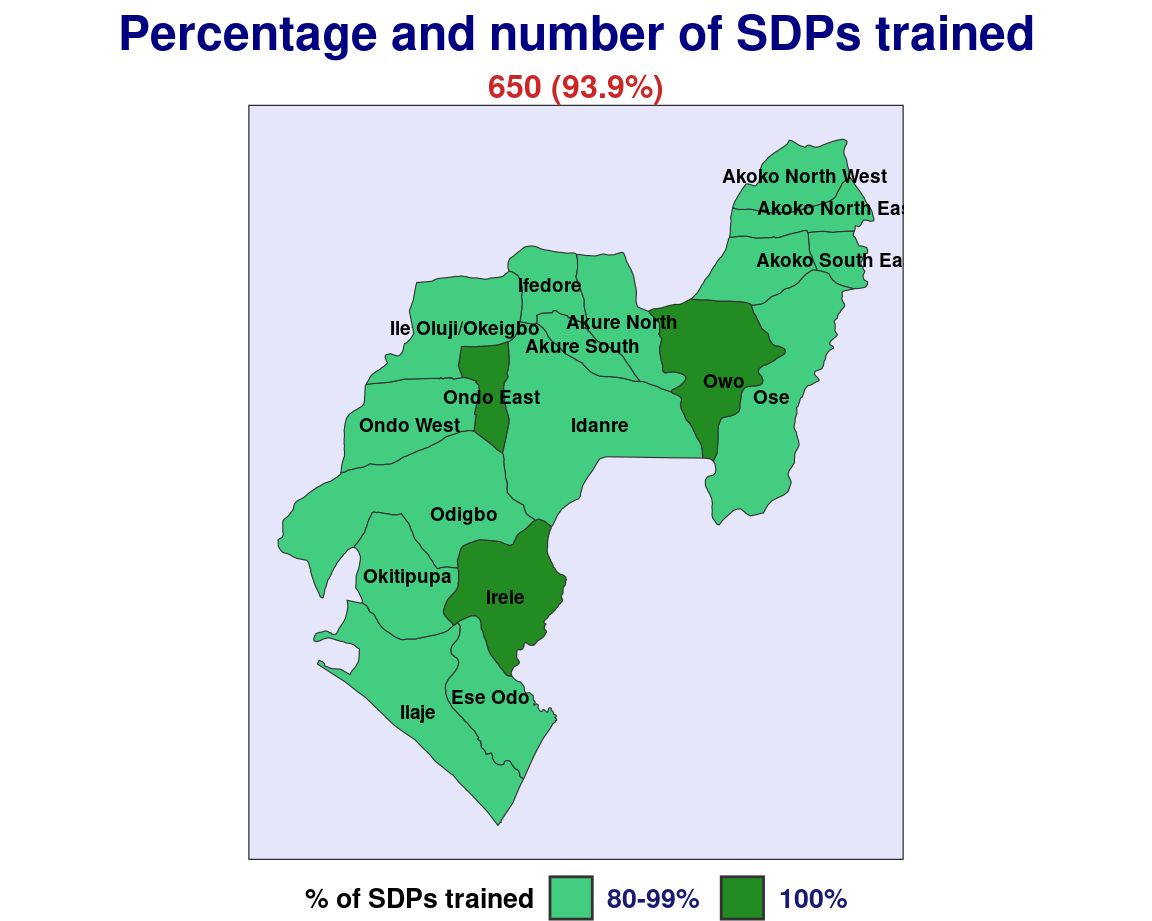 Percentage and number of SDPs trained
650 (93.9%)
Akoko North West
Akoko North Eas
Akoko South Ea
Ifedore
Ile Oluji/Okeigbo
Akure North
Akure South
Owo
Ondo East
Ose
Ondo West
Idanre
Odigbo
Okitipupa
Irele
Ese Odo
Ilaje
% of SDPs trained 80-99% 100%